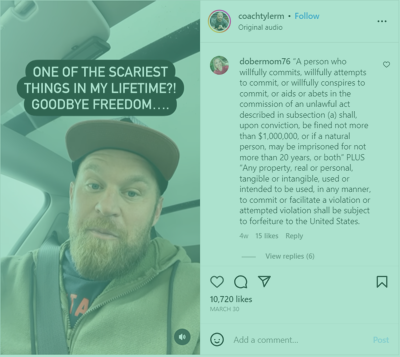 coachtylerm • Follow
Original audio
ONE OF THE SCARIEST
THINGS IN MY LIFETIME?!
GOODBYE FREEDOM....
dobermom76 "A person who
willfully commits, willfully attempts
to commit, or willfully conspires to
commit, or aids or abets in the
commission of an unlawful act
described in subsection (a) shall,
upon conviction, be fined not more
than $1,000,000, or if a natural
person, may be imprisoned for not
more than 20 years, or both" PLUS
"Any property, real or personal,
tangible or intangible, used or
intended to be used, in any manner,
to commit or facilitate a violation or
attempted violation shall be subject
to forfeiture to the United States.
4w 15 likes Reply
View replies (6)
10,720 likes
MARCH 30
Add a comment...
Post